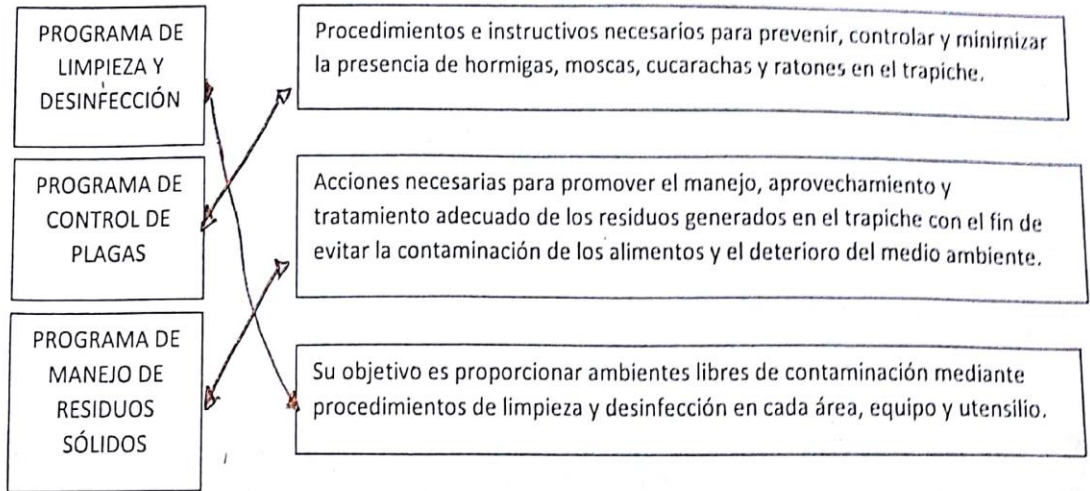 PROGRAMA DE
LIMPIEZA Y
DESINFECCIÓN
Procedimientos e instructivos necesarios para prevenir, controlar y minimizar
la presencia de hormigas, moscas, cucarachas y ratones en el trapiche.
PROGRAMA DE
CONTROL DE
PLAGAS
Acciones necesarias para promover el manejo, aprovechamiento y
tratamiento adecuado de los residuos generados en el trapiche con el fin de
evitar la contaminación de los alimentos y el deterioro del medio ambiente.
PROGRAMA DE
MANEJO DE
RESIDUOS
SÓLIDOS
Su objetivo es proporcionar ambientes libres de contaminación mediante
procedimientos de limpieza y desinfección en cada área, equipo y utensilio.